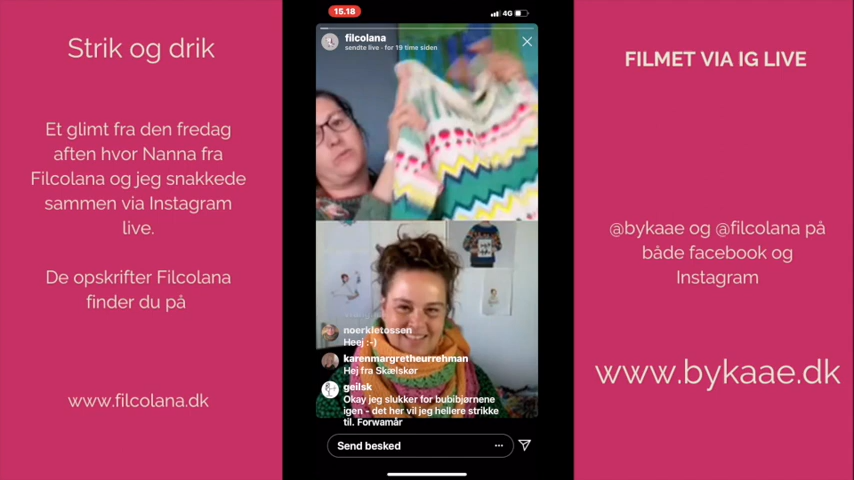 Strik og drik
Et glimt fra den fredag
aften hvor Nanna fra
Filcolana og jeg snakkede
sammen via Instagram
live.
De opskrifter Filcolana
finder du på
www.filcolana.dk
15.18
4G
filcolana
sendte live · for 19 time siden
noerkletossen
Heej :-)
karenmargretheurrehman
Hej fra Skælskør
geilsk
Okay jeg slukker for bubibjørnene
igen - det her vil jeg hellere strikke
til. Forwamår
Send besked
FILMET VIA IG LIVE
@bykaae og @filcolana på
både facebook og
Instagram
www.bykaae.dk